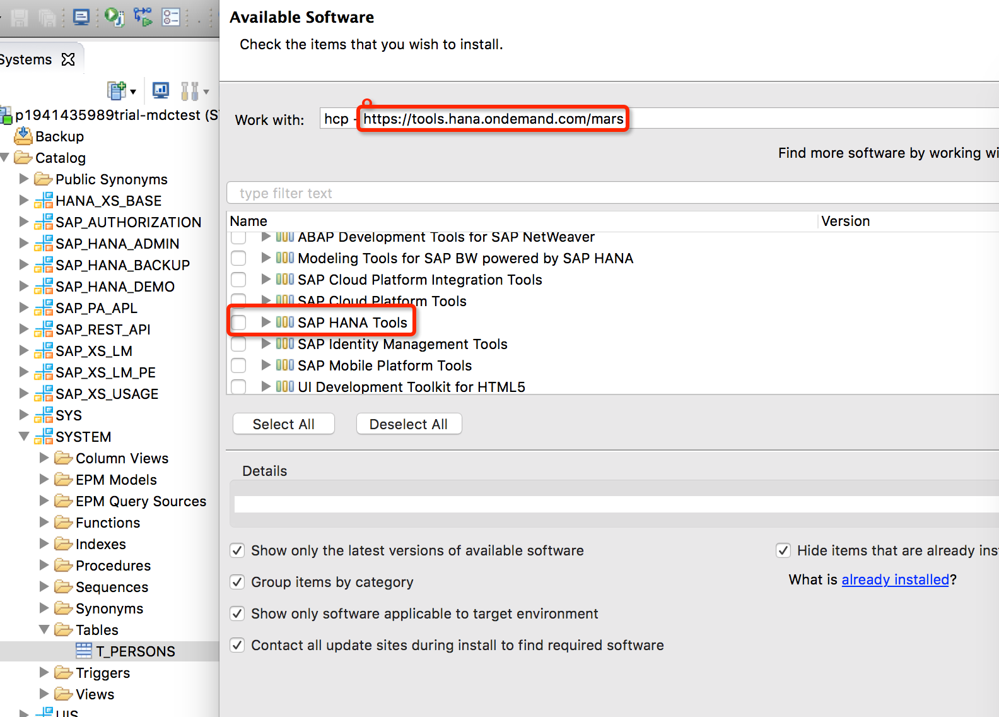 Available Software
Check the items that you wish to install.
Systems
p1941435989trial-mdctest (S
Backup
Catalog
Public Synonyms
HANA_XS_BASE
SAP_AUTHORIZATION
SAP_HANA_ADMIN
SAP_HANA_BACKUP
SAP_HANA_DEMO
SAP_PA_APL
SAP_REST_API
SAP_XS_LM
SAP_XS_LM_PE
SAP_XS_USAGE
SYS
SYSTEM
Column Views
EPM Models
EPM Query Sources
Functions
Indexes
Procedures
Sequences
Synonyms
Tables
T_PERSONS
Triggers
Views
UIS
Work with: hcp - https://tools.hana.ondemand.com/mars
Find more software by working wi
type filter text
Name Version
ABAP Development Tools for SAP NetWeaver
Modeling Tools for SAP BW powered by SAP HANA
SAP Cloud Platform Integration Tools
SAP Cloud Platform Tools
SAP HANA Tools
SAP Identity Management Tools
SAP Mobile Platform Tools
UI Development Toolkit for HTML5
Select All Deselect All
Details
Show only the latest versions of available software
Hide items that are already ins
Group items by category
What is already installed?
Show only software applicable to target environment
Contact all update sites during install to find required software